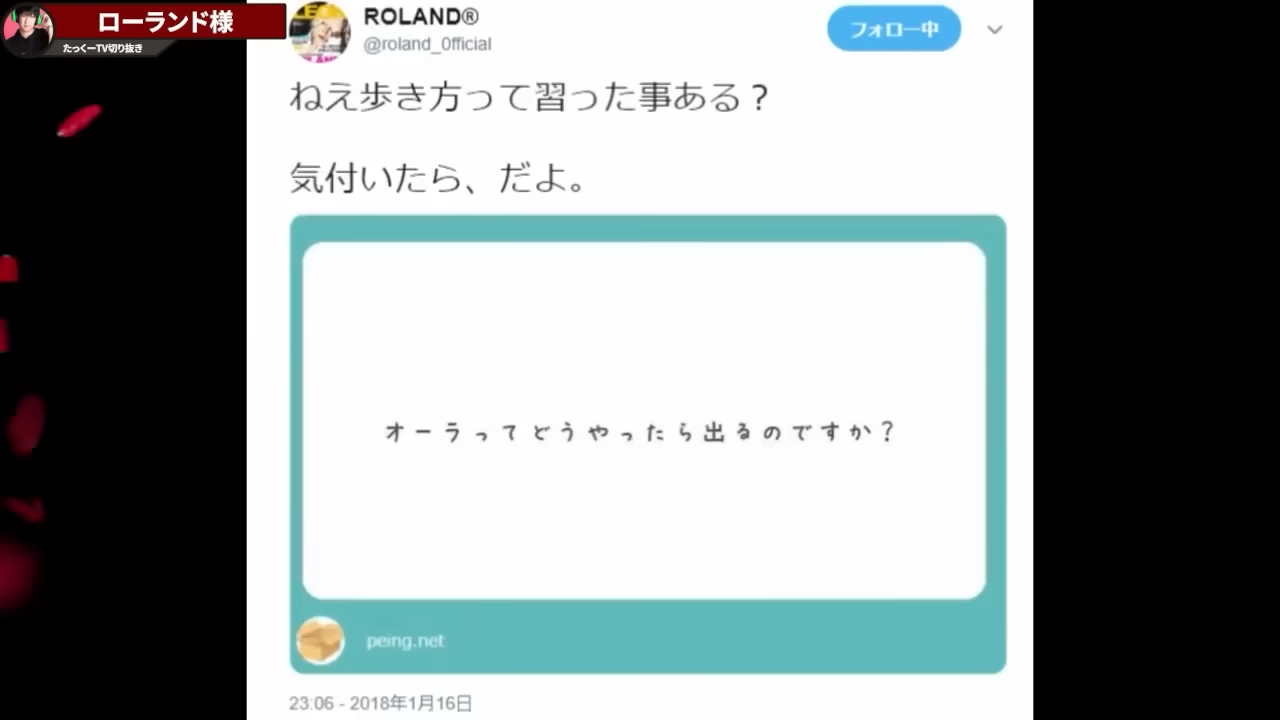 ローランド様
たっくーTV切り抜き
ROLAND®
@roland_0fficial
フォロー中
ねえ歩き方って習った事ある？
気付いたら、だよ。
オーラってどうやったら出るのですか？
peing.net
23:06 - 2018年1月16日